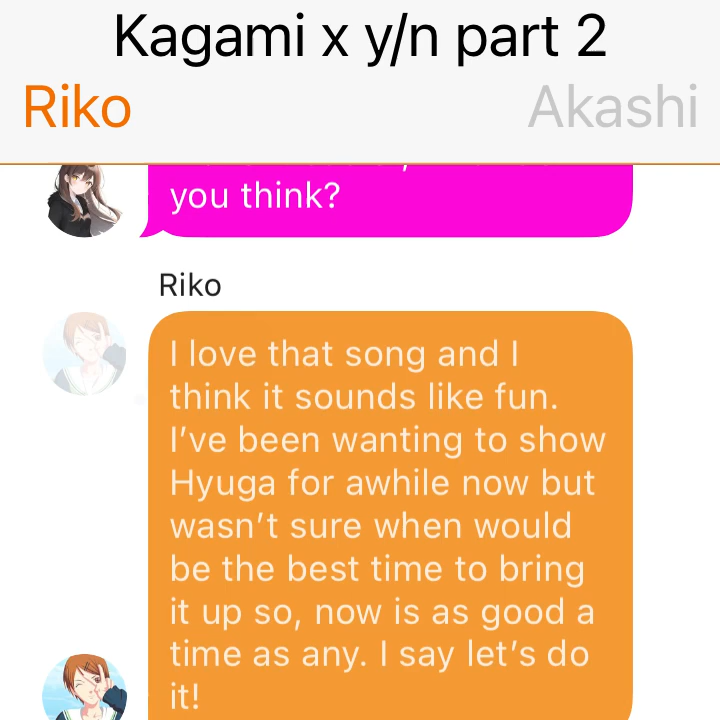 Kagami x y/n part 2
Riko
Akashi
you think?
Riko
I love that song and I
think it sounds like fun.
I’ve been wanting to show
Hyuga for awhile now but
wasn’t sure when would
be the best time to bring
it up so, now is as good a
time as any. I say let’s do
it!